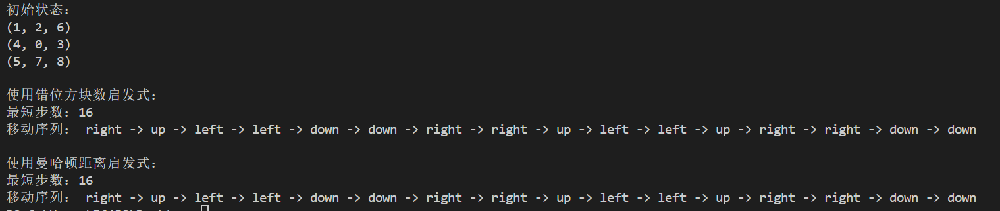 初始状态：
(1, 2, 6)
(4, 0, 3)
(5, 7, 8)
使用错位方块数启发式：
最短步数：16
移动序列： right -> up -> left -> left -> down -> down -> right -> right -> up -> left -> left -> up -> right -> right -> down -> down
使用曼哈顿距离启发式：
最短步数：16
移动序列： right -> up -> left -> left -> down -> down -> right -> right -> up -> left -> left -> up -> right -> right -> down -> down